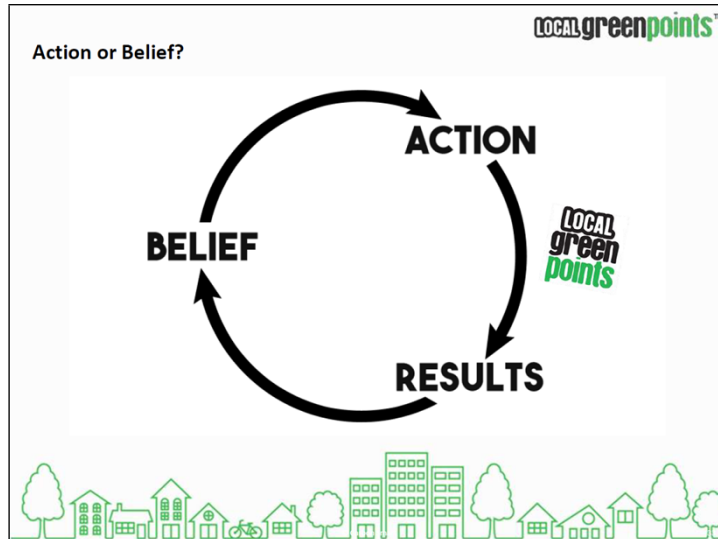 LOCAL greenpoints™
Action or Belief?
ACTION
LOCAL
green
points
BELIEF
RESULTS